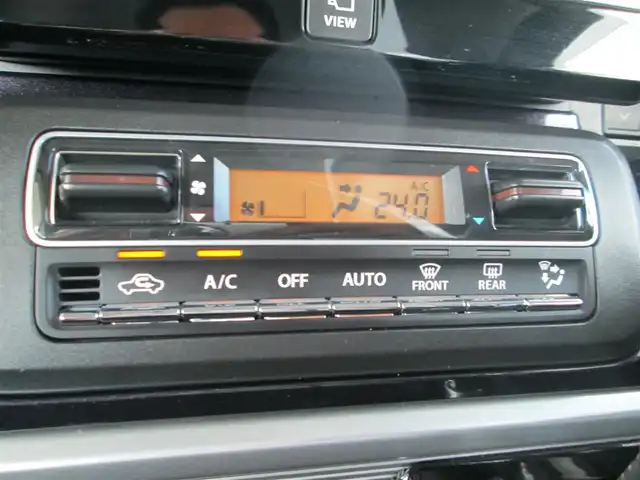 VIEW
A/C
24.0
A/C OFF AUTO FRONT REAR